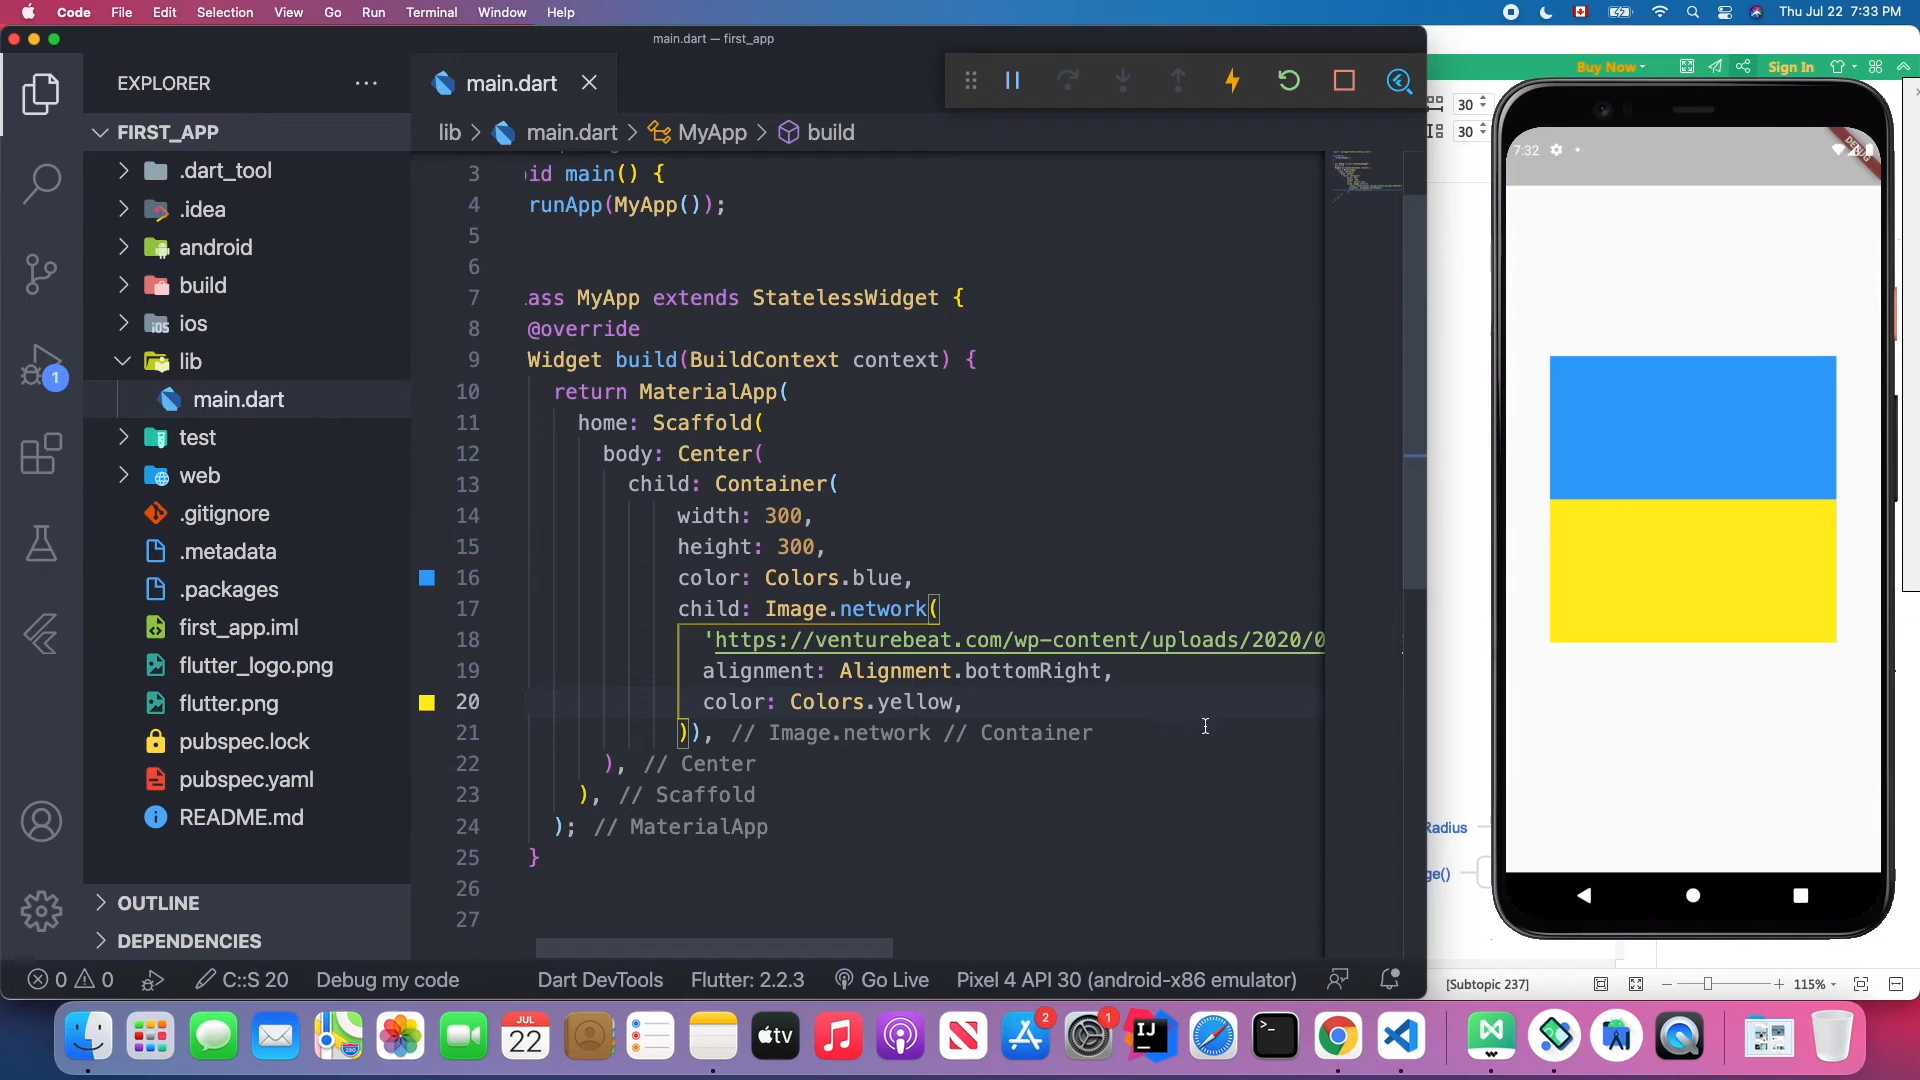 Code File Edit Selection View Go Run Terminal Window Help
Thu Jul 22 7:33 PM
main.dart — first_app
EXPLORER
main.dart
lib > main.dart > MyApp > build
FIRST_APP
.dart_tool
.idea
android
build
ios
lib
main.dart
test
web
.gitignore
.metadata
.packages
first_app.iml
flutter_logo.png
flutter.png
pubspec.lock
pubspec.yaml
README.md
OUTLINE
DEPENDENCIES
1
3 id main() {
4 runApp(MyApp());
5
6
7 ass MyApp extends StatelessWidget {
8 @override
9 Widget build(BuildContext context) {
10 return MaterialApp(
11 home: Scaffold(
12 body: Center(
13 child: Container(
14 width: 300,
15 height: 300,
16 color: Colors.blue,
17 child: Image.network(
18 'https://venturebeat.com/wp-content/uploads/2020/0
19 alignment: Alignment.bottomRight,
20 color: Colors.yellow,
21 )), // Image.network // Container
22 ), // Center
23 ), // Scaffold
24 ); // MaterialApp
25 }
26
27
0 0 C::S 20 Debug my code Dart DevTools Flutter: 2.2.3 Go Live Pixel 4 API 30 (android-x86 emulator)
Buy Now
Sign In
30
30
7:32
DEBUG
Radius
ge()
[Subtopic 237]
115%
JUL
22
tv
2
1
IJ
280